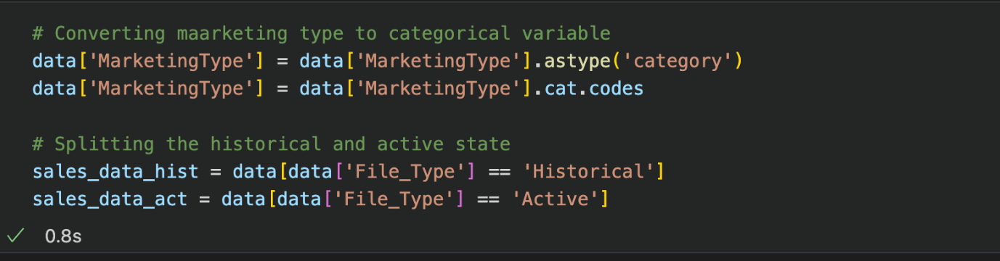 # Converting maarketing type to categorical variable
data['MarketingType'] = data['MarketingType'].astype('category')
data['MarketingType'] = data['MarketingType'].cat.codes
# Splitting the historical and active state
sales_data_hist = data[data['File_Type'] == 'Historical']
sales_data_act = data[data['File_Type'] == 'Active']
0.8s